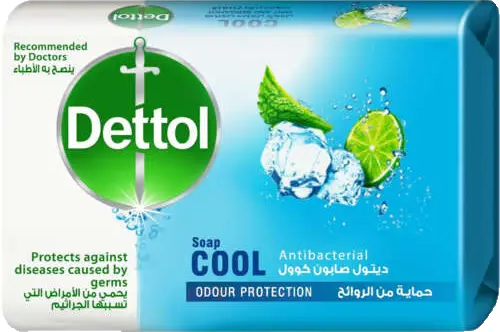 Recommended
by Doctors
ينصح به الأطباء
Dettol
Protects against
diseases caused by
germs
يحمي من الأمراض التي
تسببها الجراثيم
Soap
COOL
Antibacterial
ديتول صابون كوول
ODOUR PROTECTION
حماية من الروائح